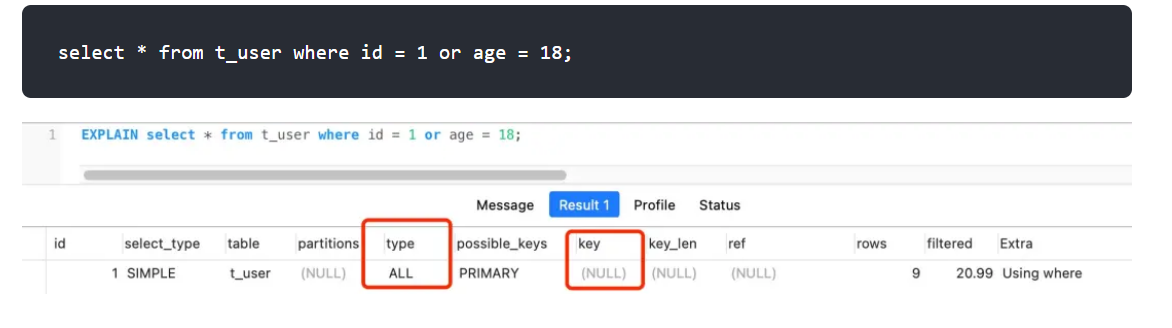 select * from t_user where id = 1 or age = 18;
1 EXPLAIN select * from t_user where id = 1 or age = 18;
Message Result 1 Profile Status
id select_type table partitions type possible_keys key key_len ref rows filtered Extra
1 SIMPLE t_user (NULL) ALL PRIMARY (NULL) (NULL) (NULL) 9 20.99 Using where